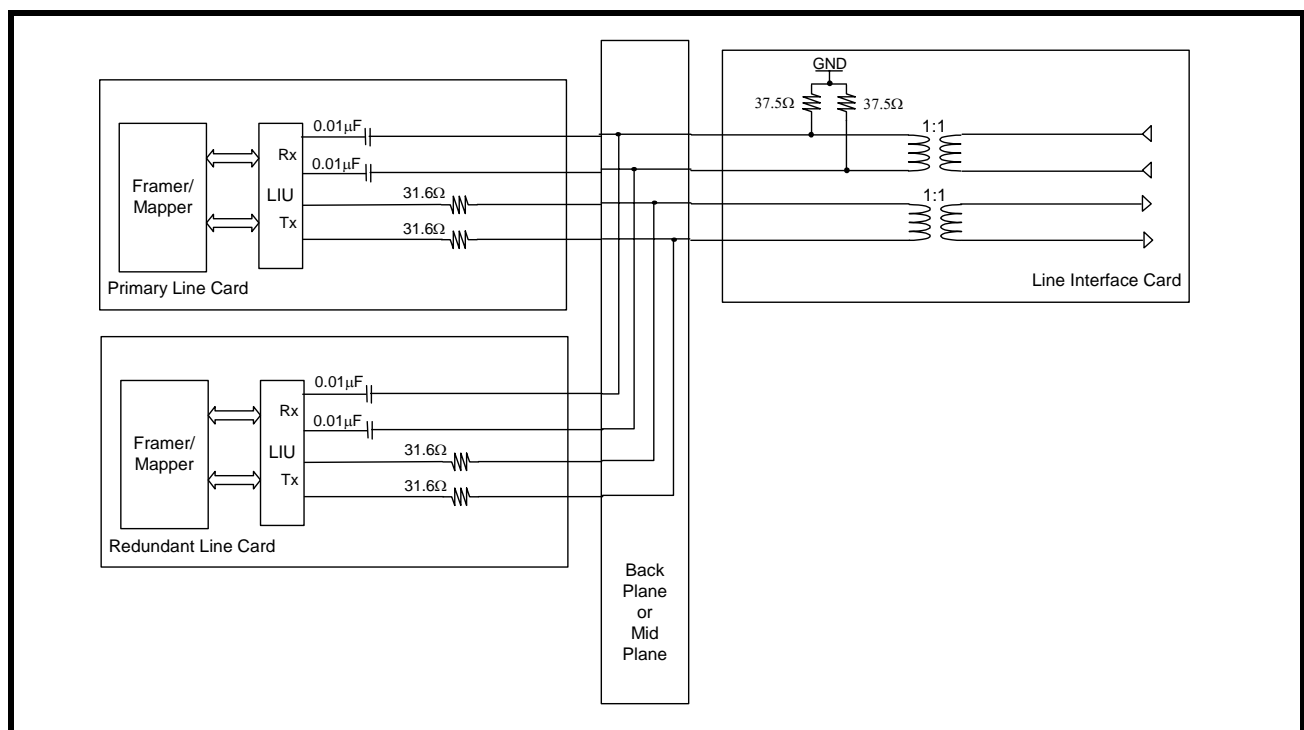 Framer/
Mapper
Rx
LIU
Tx
0.01µF
0.01µF
31.6Ω
31.6Ω
Primary Line Card
Framer/
Mapper
Rx
LIU
Tx
0.01µF
0.01µF
31.6Ω
31.6Ω
Redundant Line Card
Back
Plane
or
Mid
Plane
GND
37.5Ω
37.5Ω
1:1
1:1
Line Interface Card